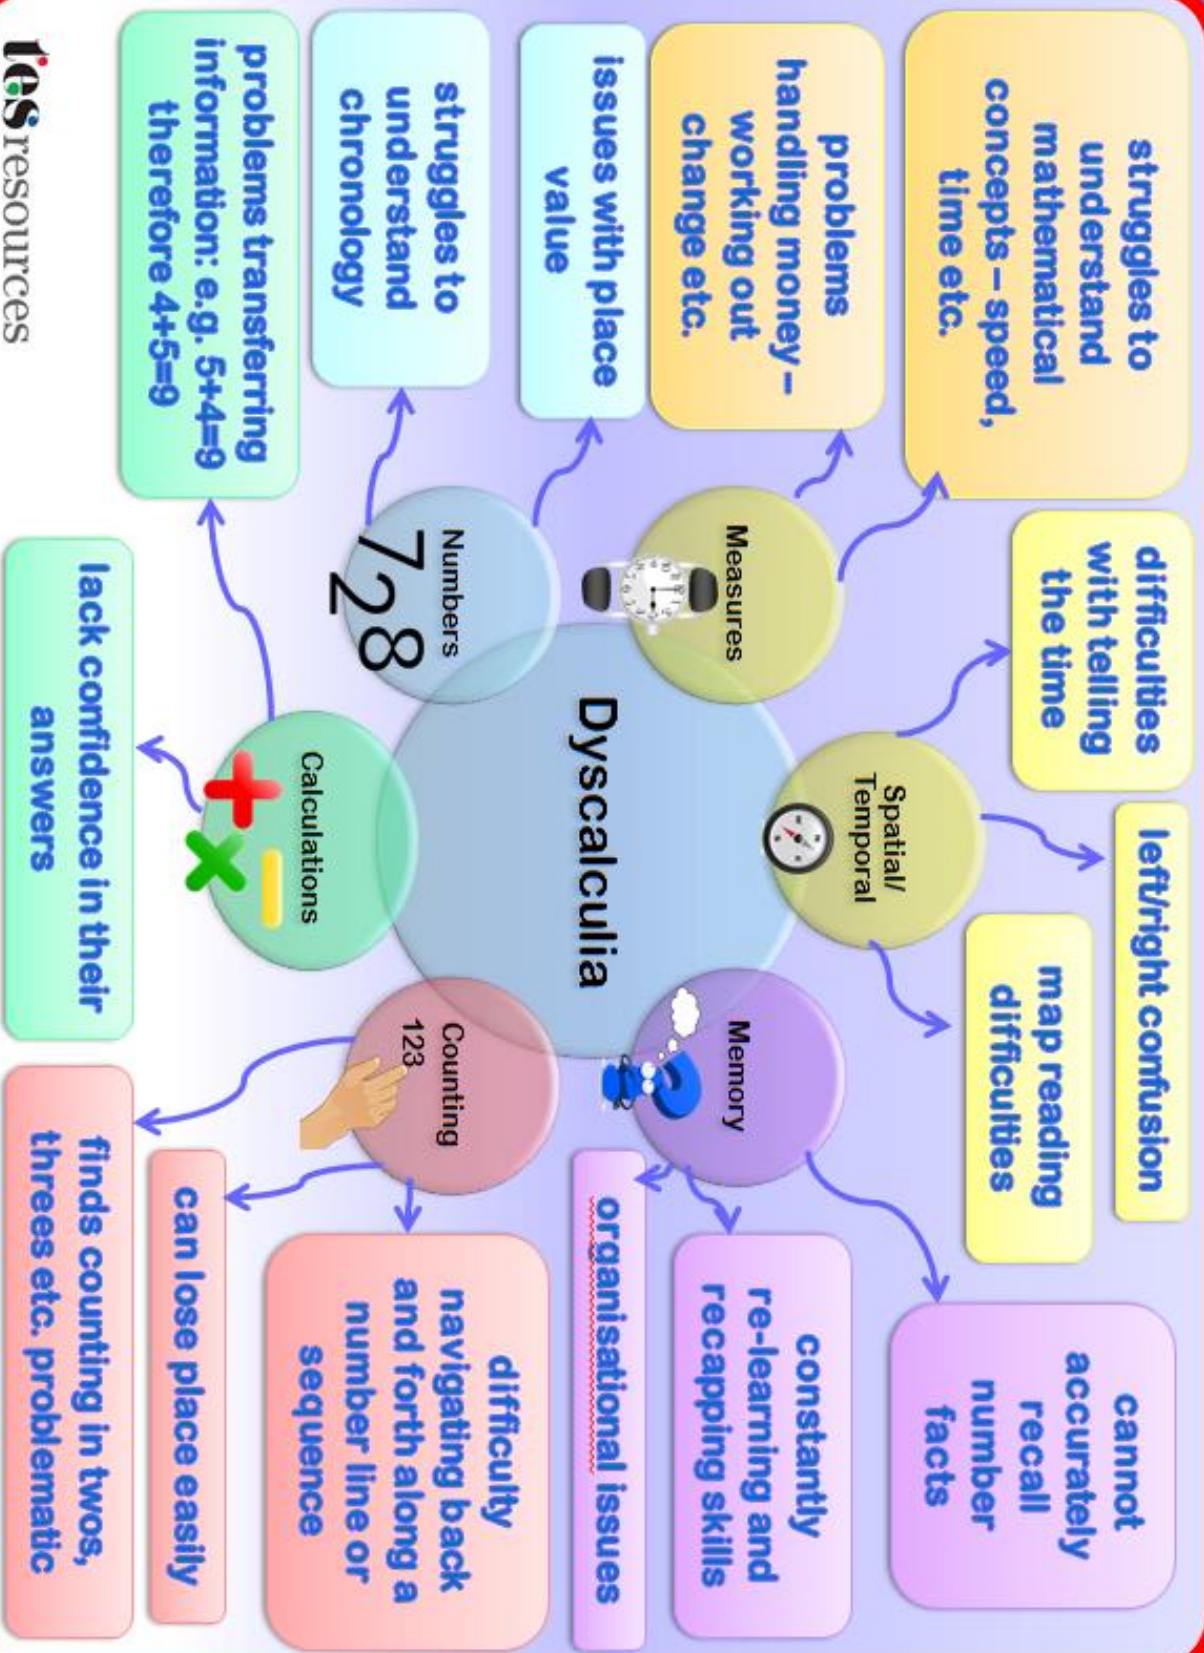 struggles to
understand
mathematical
concepts – speed,
time etc.
difficulties
with telling
the time
left/right confusion
map reading
difficulties
cannot
accurately
recall
number
facts
problems
handling money –
working out
change etc.
Measures
Spatial/
Temporal
Memory
constantly
re-learning and
recapping skills
issues with place
value
Dyscalculia
organisational issues
struggles to
understand
chronology
Numbers
728
Counting
123
difficulty
navigating back
and forth along a
number line or
sequence
problems transferring
information: e.g. 5+4=9
therefore 4+5=9
Calculations
can lose place easily
lack confidence in their
answers
finds counting in twos,
threes etc. problematic
tes resources